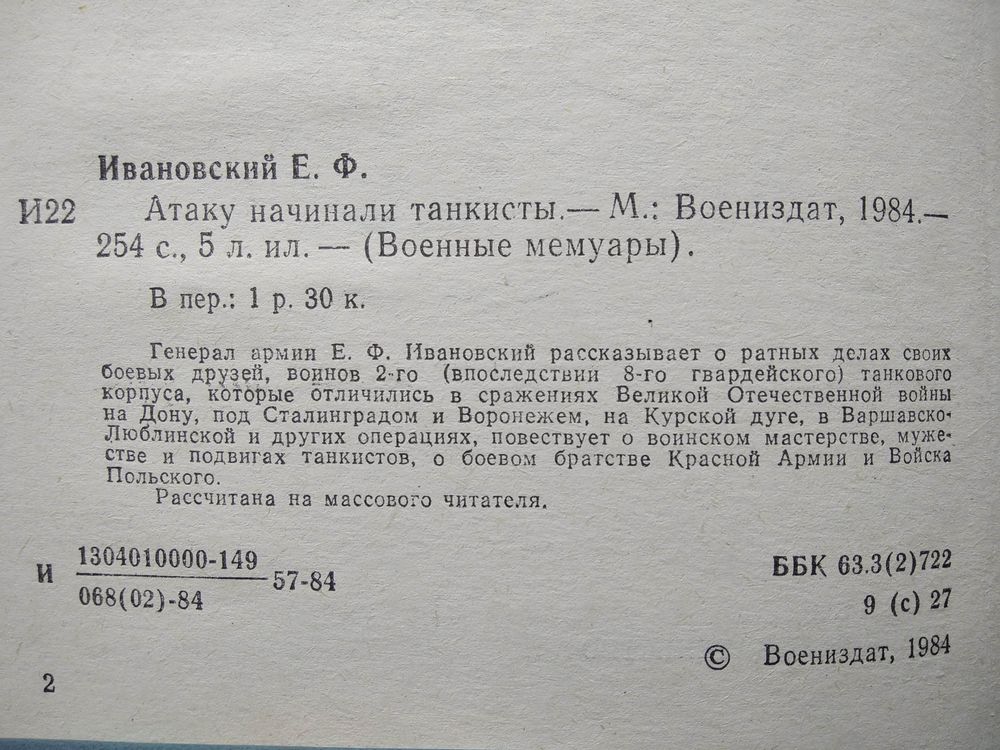 Ивановский Е. Ф.
И22 Атаку начинали танкисты.— М.: Воениздат, 1984.—
254 с., 5 л. ил. — (Военные мемуары).
В пер.: 1 р. 30 к.
Генерал армии Е. Ф. Ивановский рассказывает о ратных делах своих
боевых друзей, воинов 2-го (впоследствии 8-го гвардейского) танкового
корпуса, которые отличились в сражениях Великой Отечественной войны
на Дону, под Сталинградом и Воронежем, на Курской дуге, в Варшавско-
Люблинской и других операциях, повествует о воинском мастерстве, муже-
стве и подвигах танкистов, о боевом братстве Красной Армии и Войска
Польского.
Рассчитана на массового читателя.
И 1304010000-149
068(02)-84
57-84
ББК 63.3(2)722
9 (с) 27
© Воениздат, 1984
2